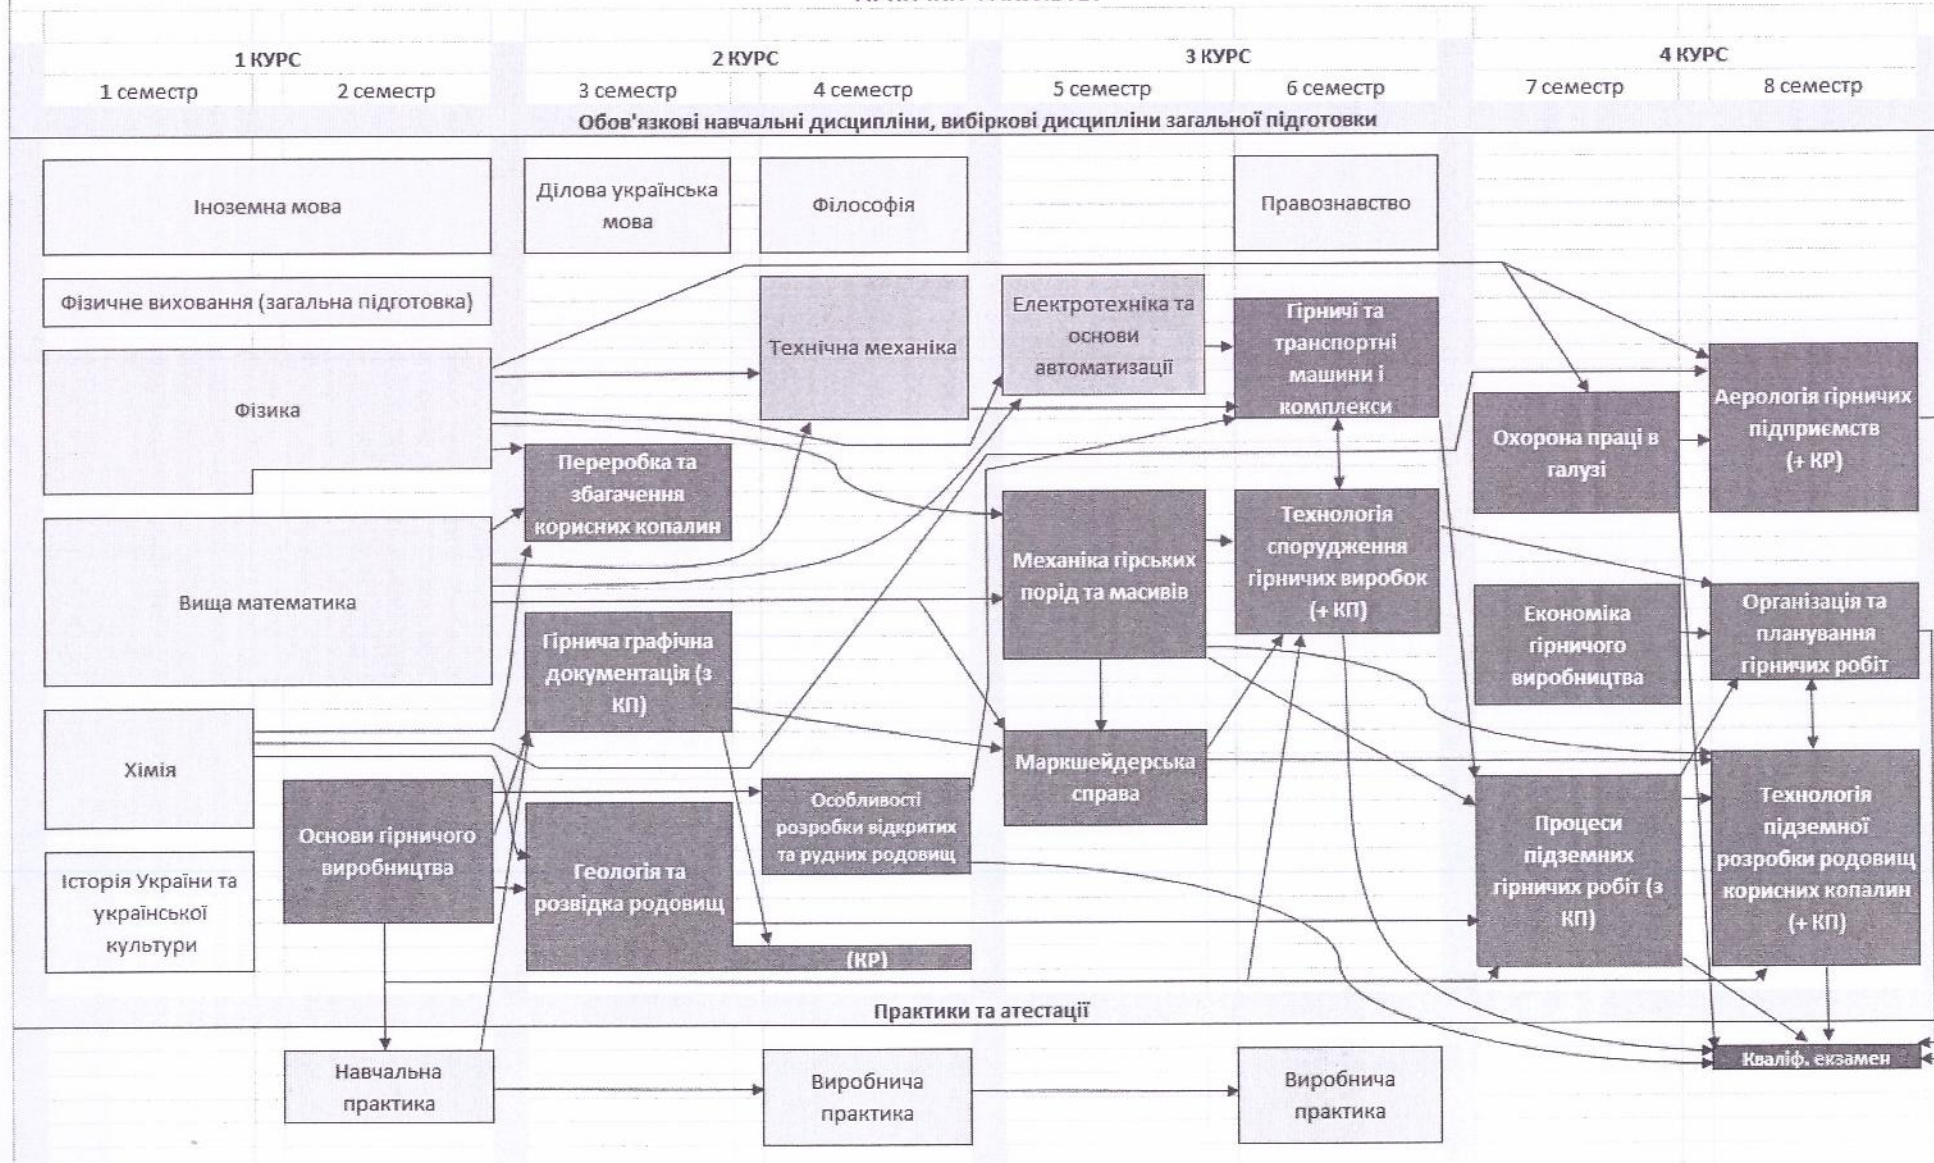 1 КУРС
2 КУРС
3 КУРС
4 КУРС
1 семестр
2 семестр
3 семестр
4 семестр
5 семестр
6 семестр
7 семестр
8 семестр
Обов'язкові навчальні дисципліни, вибіркові дисципліни загальної підготовки
Іноземна мова
Ділова українська
мова
Філософія
Правознавство
Фізичне виховання (загальна підготовка)
Фізика
Технічна механіка
Електротехніка та
основи
автоматизації
Гірничі та
транспортні
машини і
комплекси
Охорона праці в
галузі
Аерологія гірничих
підприємств
(+ КР)
Переробка та
збагачення
корисних копалин
Вища математика
Механіка гірських
порід та масивів
Технологія
спорудження
гірничих виробок
(+ КП)
Економіка
гірничого
виробництва
Організація та
планування
гірничих робіт
Гірнича графічна
документація (з
КП)
Хімія
Маркшейдерська
справа
Основи гірничого
виробництва
Особливості
розробки відкритих
та рудних родовищ
Геологія та
розвідка родовищ
(КР)
Процеси
підземних
гірничих робіт (з
КП)
Технологія
підземної
розробки родовищ
корисних копалин
(+ КП)
Історія України та
української
культури
Практики та атестації
Навчальна
практика
Виробнича
практика
Виробнича
практика
Кваліф. екзамен